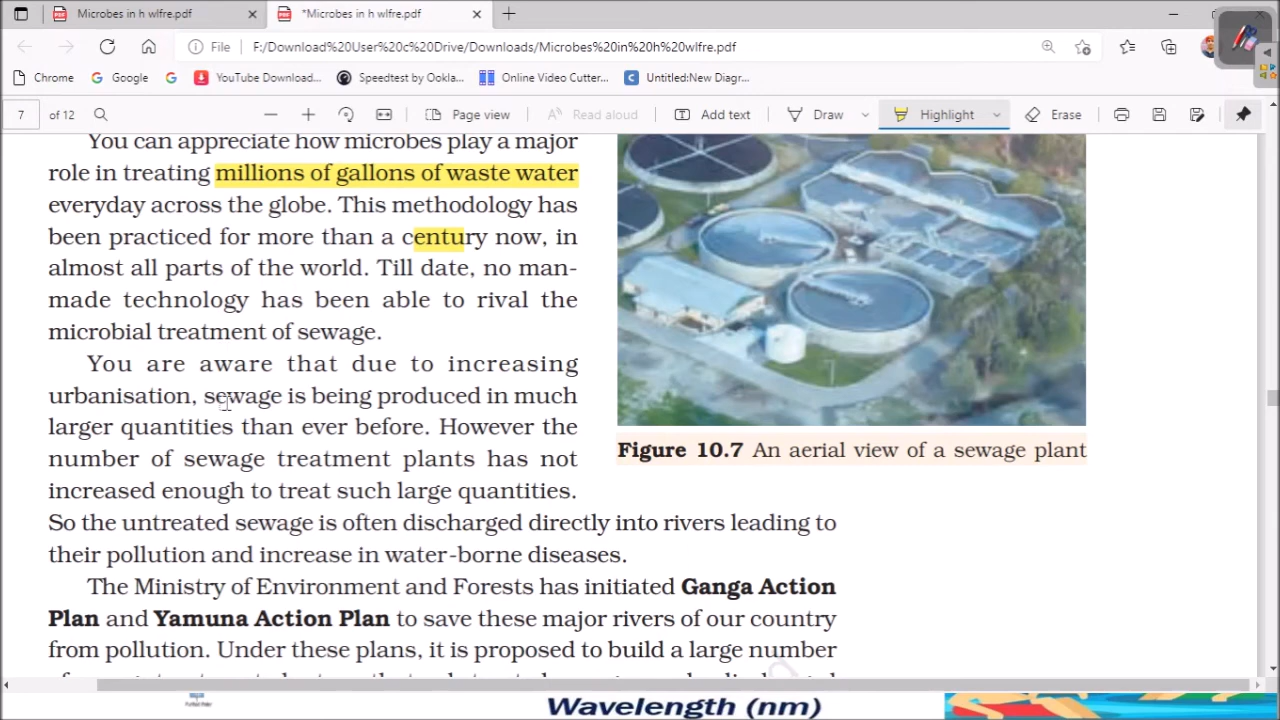 Microbes in h wlfre.pdf
*Microbes in h wlfre.pdf
File F:/Download%20User%20c%20Drive/Downloads/Microbes%20in%20h%20wlfre.pdf
Chrome Google YouTube Download... Speedtest by Ookla... Online Video Cutter... Untitled:New Diagr...
7 of 12 Page view Read aloud Add text Draw Highlight Erase
You can appreciate how microbes play a major
role in treating millions of gallons of waste water
everyday across the globe. This methodology has
been practiced for more than a century now, in
almost all parts of the world. Till date, no man-
made technology has been able to rival the
microbial treatment of sewage.
You are aware that due to increasing
urbanisation, sewage is being produced in much
larger quantities than ever before. However the
number of sewage treatment plants has not
increased enough to treat such large quantities.
So the untreated sewage is often discharged directly into rivers leading to
their pollution and increase in water-borne diseases.
The Ministry of Environment and Forests has initiated Ganga Action
Plan and Yamuna Action Plan to save these major rivers of our country
from pollution. Under these plans, it is proposed to build a large number
Figure 10.7 An aerial view of a sewage plant
Wavelength (nm)